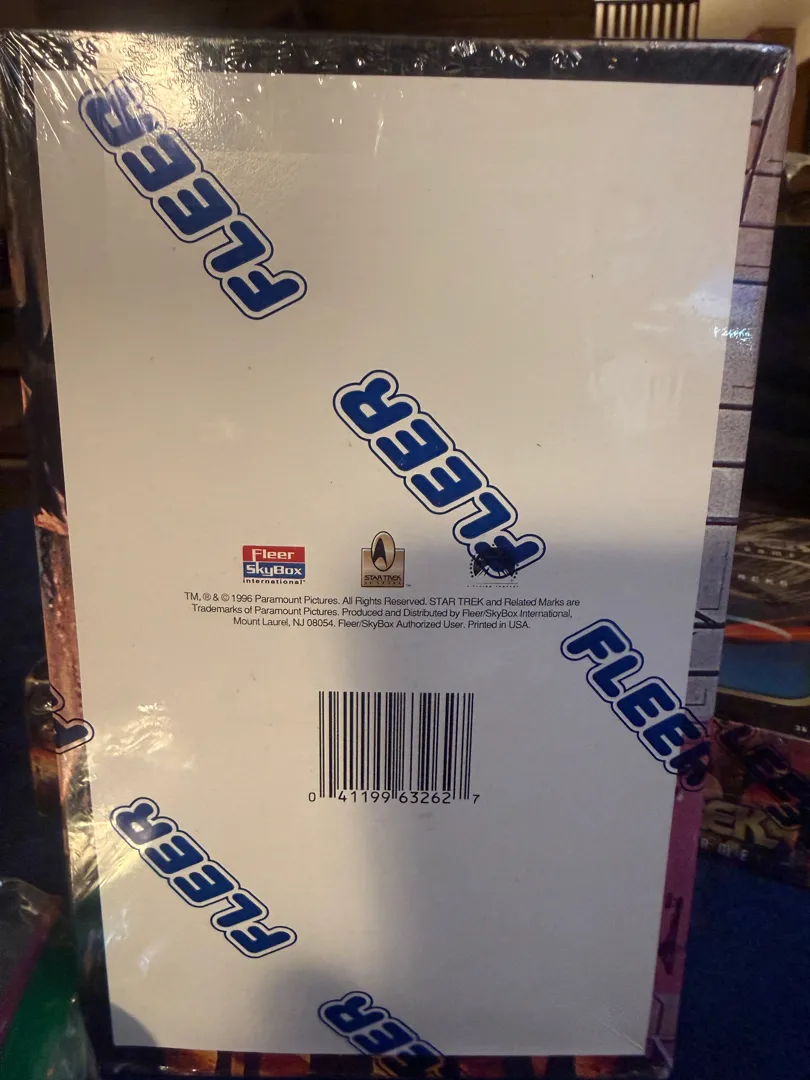 FLEER
FLEER
Fleer
SkyBox
international
STAR TREK
TM, ® & © 1996 Paramount Pictures. All Rights Reserved. STAR TREK and Related Marks are
Trademarks of Paramount Pictures. Produced and Distributed by Fleer/SkyBox International,
Mount Laurel, NJ 08054. Fleer/SkyBox Authorized User. Printed in USA.
FLEER
0 41199 63262 7
FLEER
FLEER